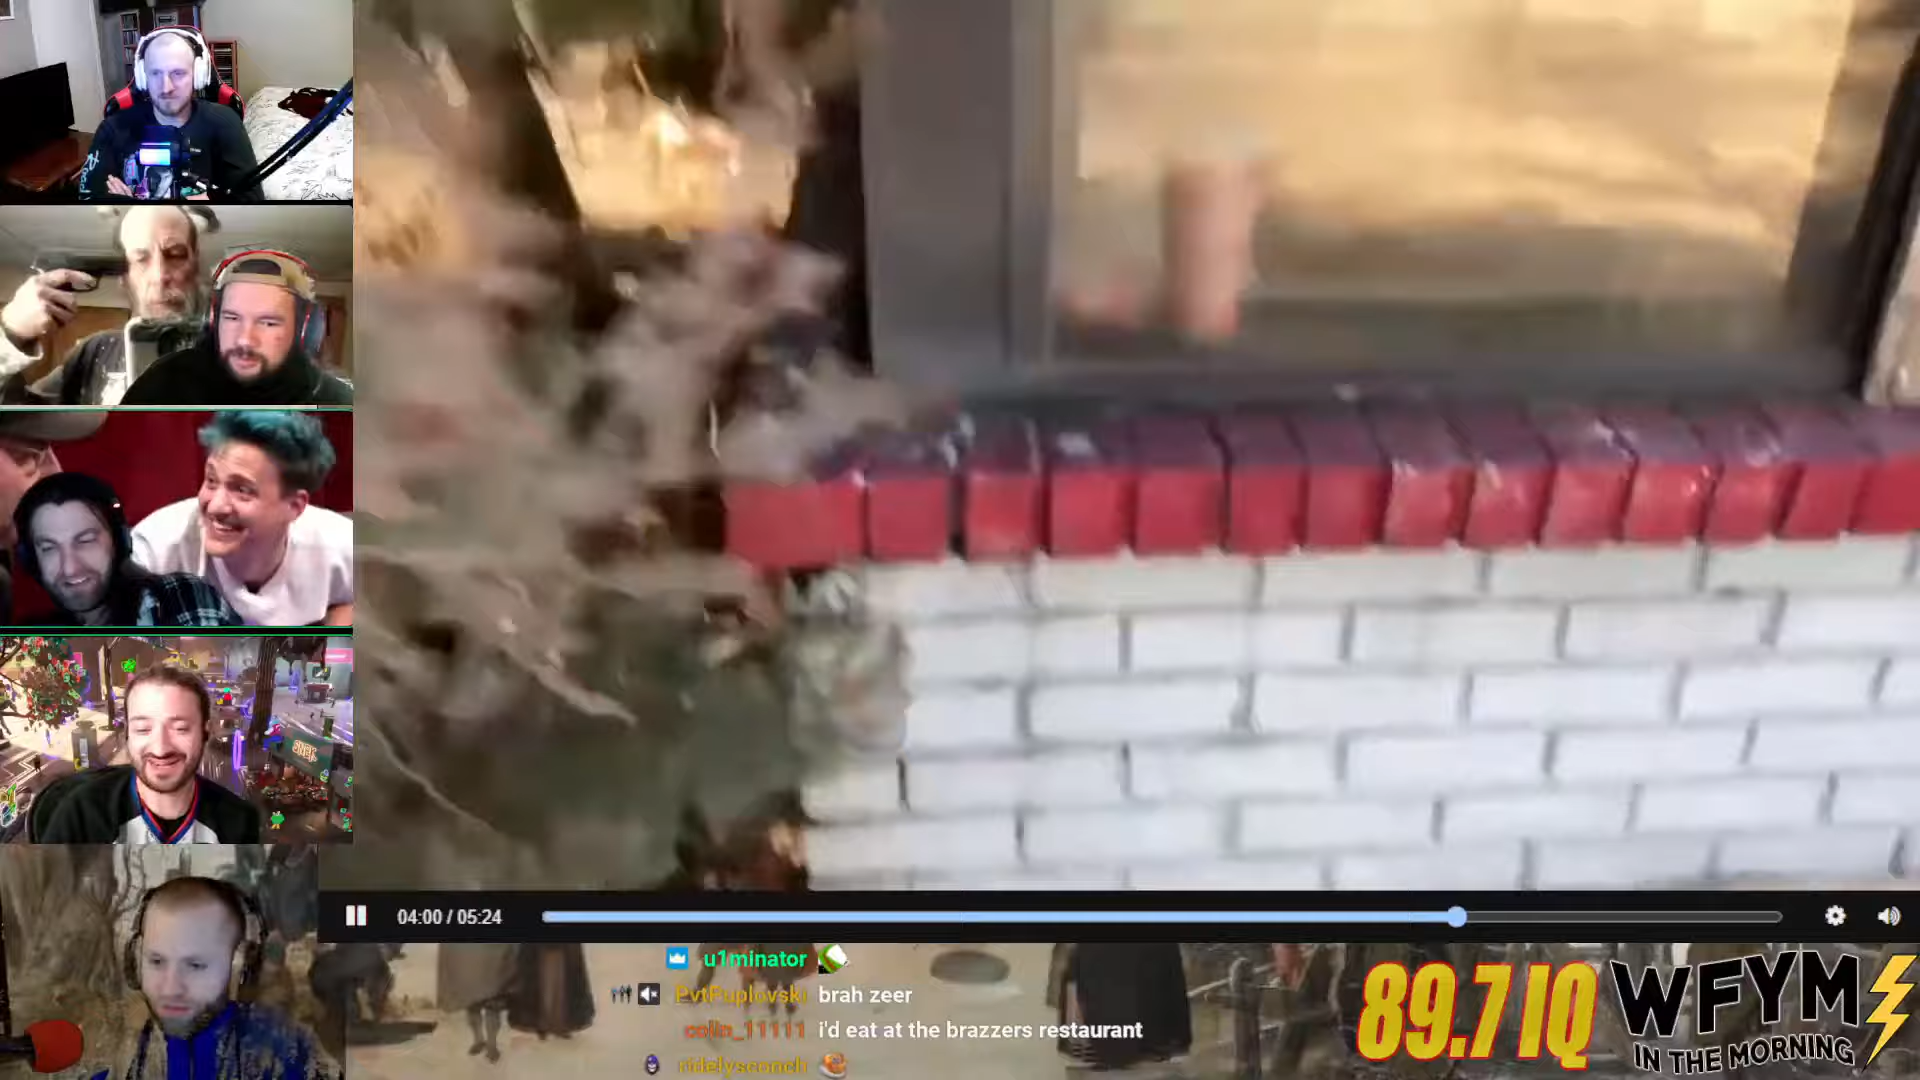 04:00 / 05:24
u1minator
PvtPuplovski brah zeer
colin_11111 i'd eat at the brazzers restaurant
ridelysconch
89.7 IQ WFYM
IN THE MORNING